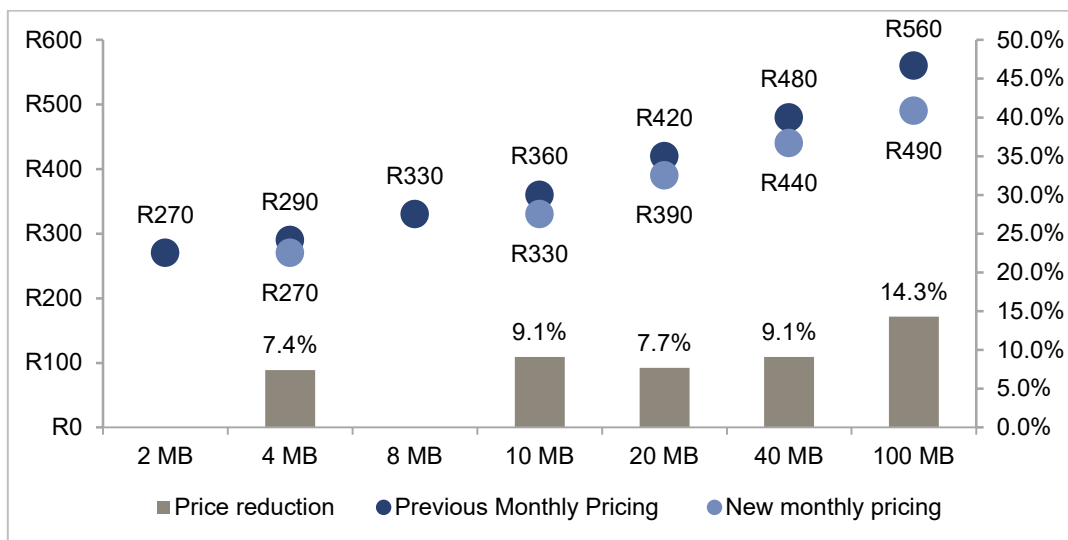 R560
R600 50.0%
R480
45.0%
R500 R420 40.0%
R360
R330 35.0%
R400 R290 R490
R270 R440 30.0%
R300 R390 25.0%
R330
R270 20.0%
R200 14.3%
15.0%
7.4% 9.1% 7.7% 9.1%
R100 10.0%
5.0%
R0 0.0%
2 MB 4 MB 8 MB 10 MB 20 MB 40 MB 100 MB
Price reduction Previous Monthly Pricing New monthly pricing